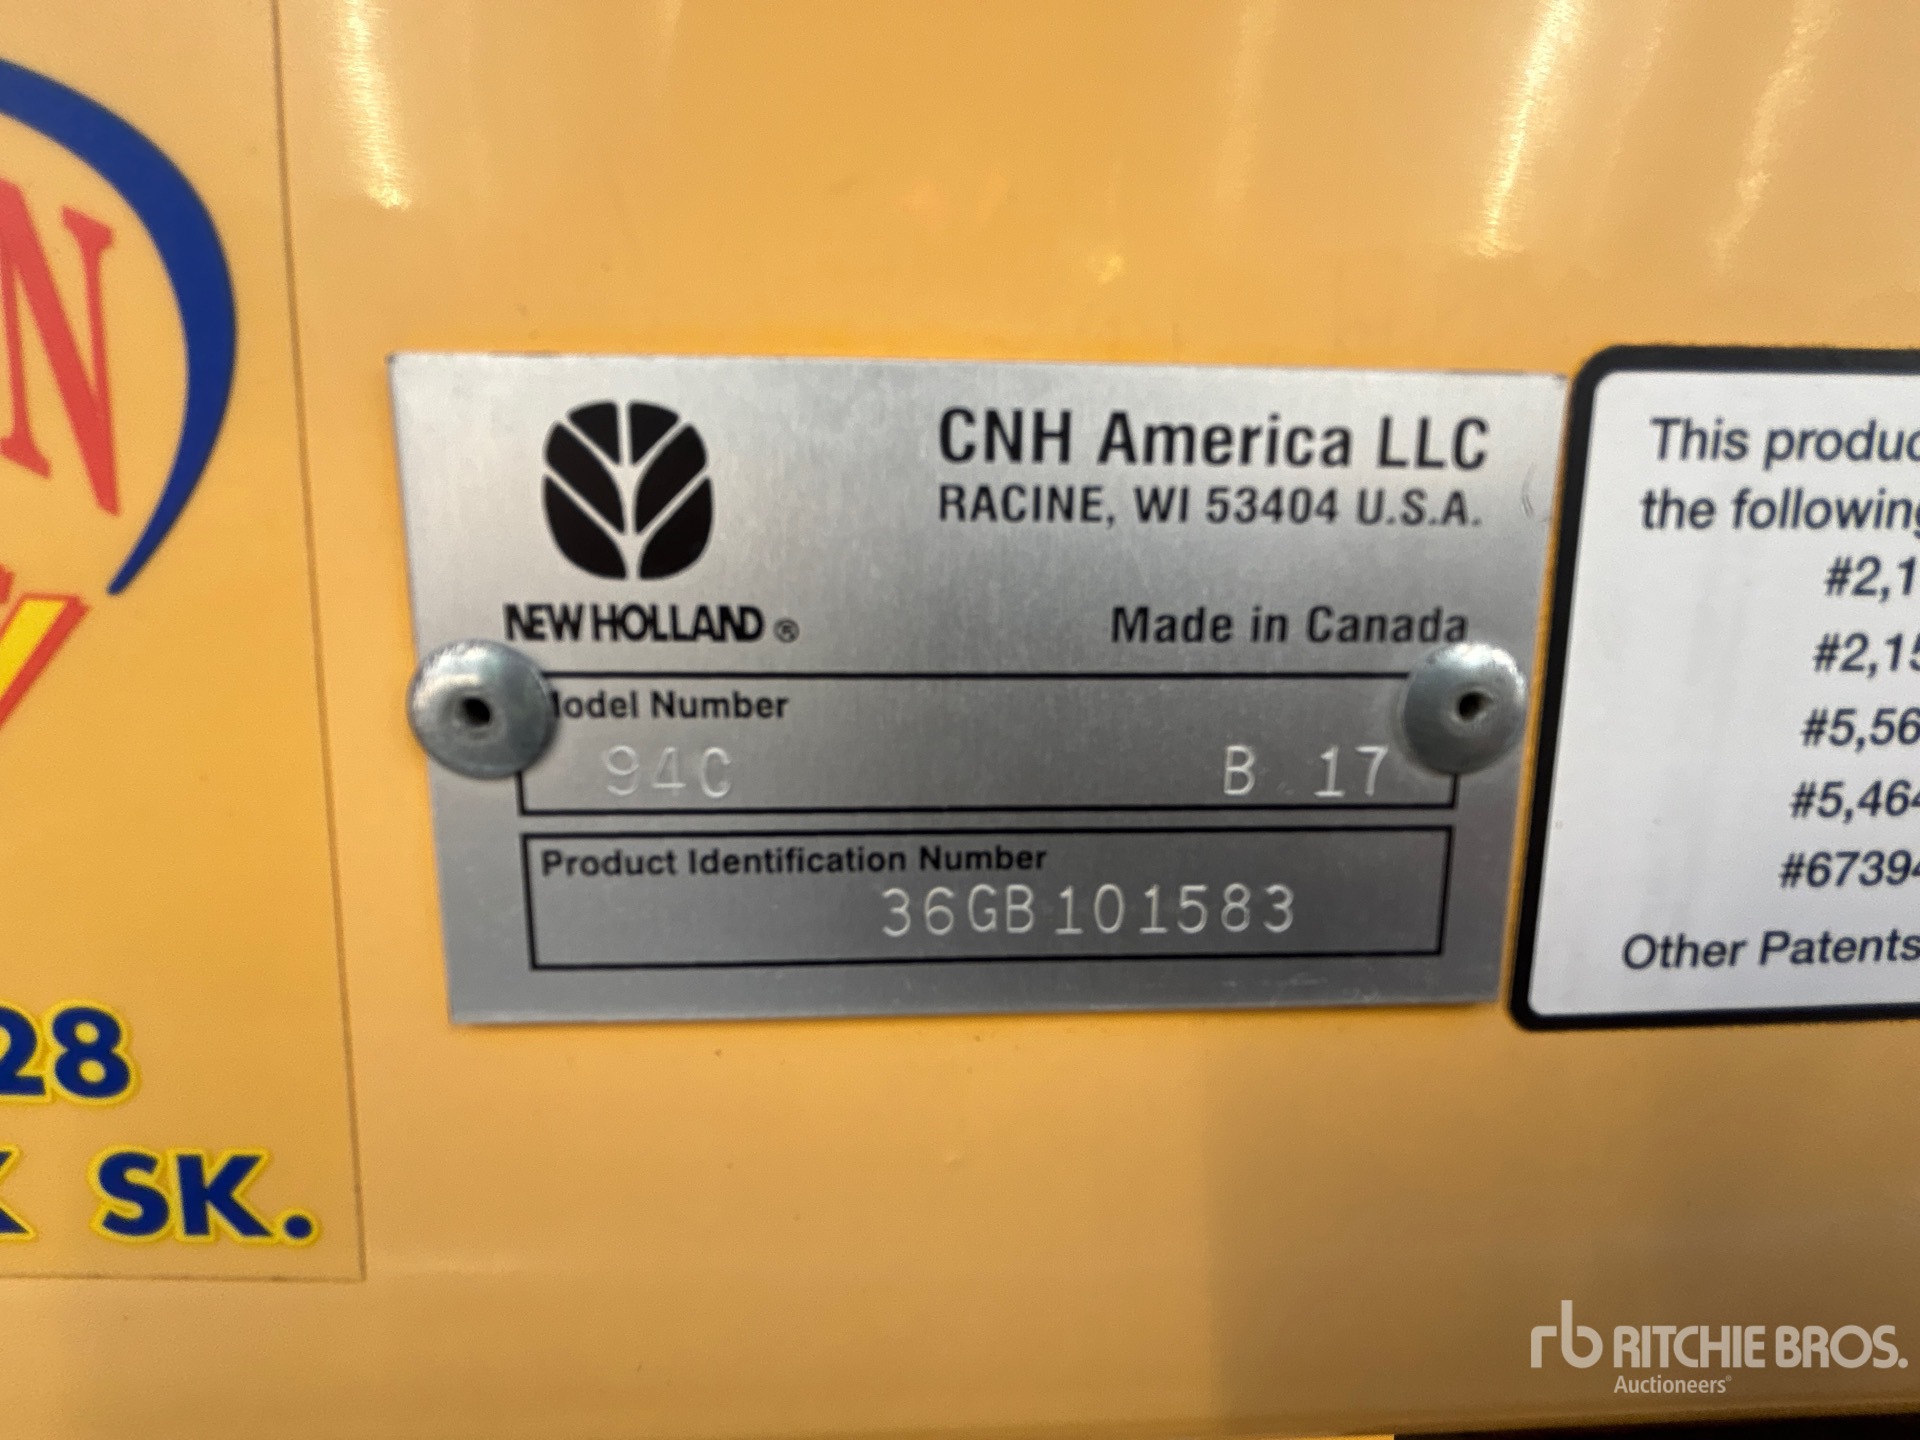 N
28
SK.
NEW HOLLAND ®
CNH America LLC
RACINE, WI 53404 U.S.A.
Made in Canada
odel Number
94C B 17
Product Identification Number
36GB101583
This produc
the following
#2,1
#2,15
#5,56
#5,464
#67394
Other Patents
rb RITCHIE BROS.
Auctioneers